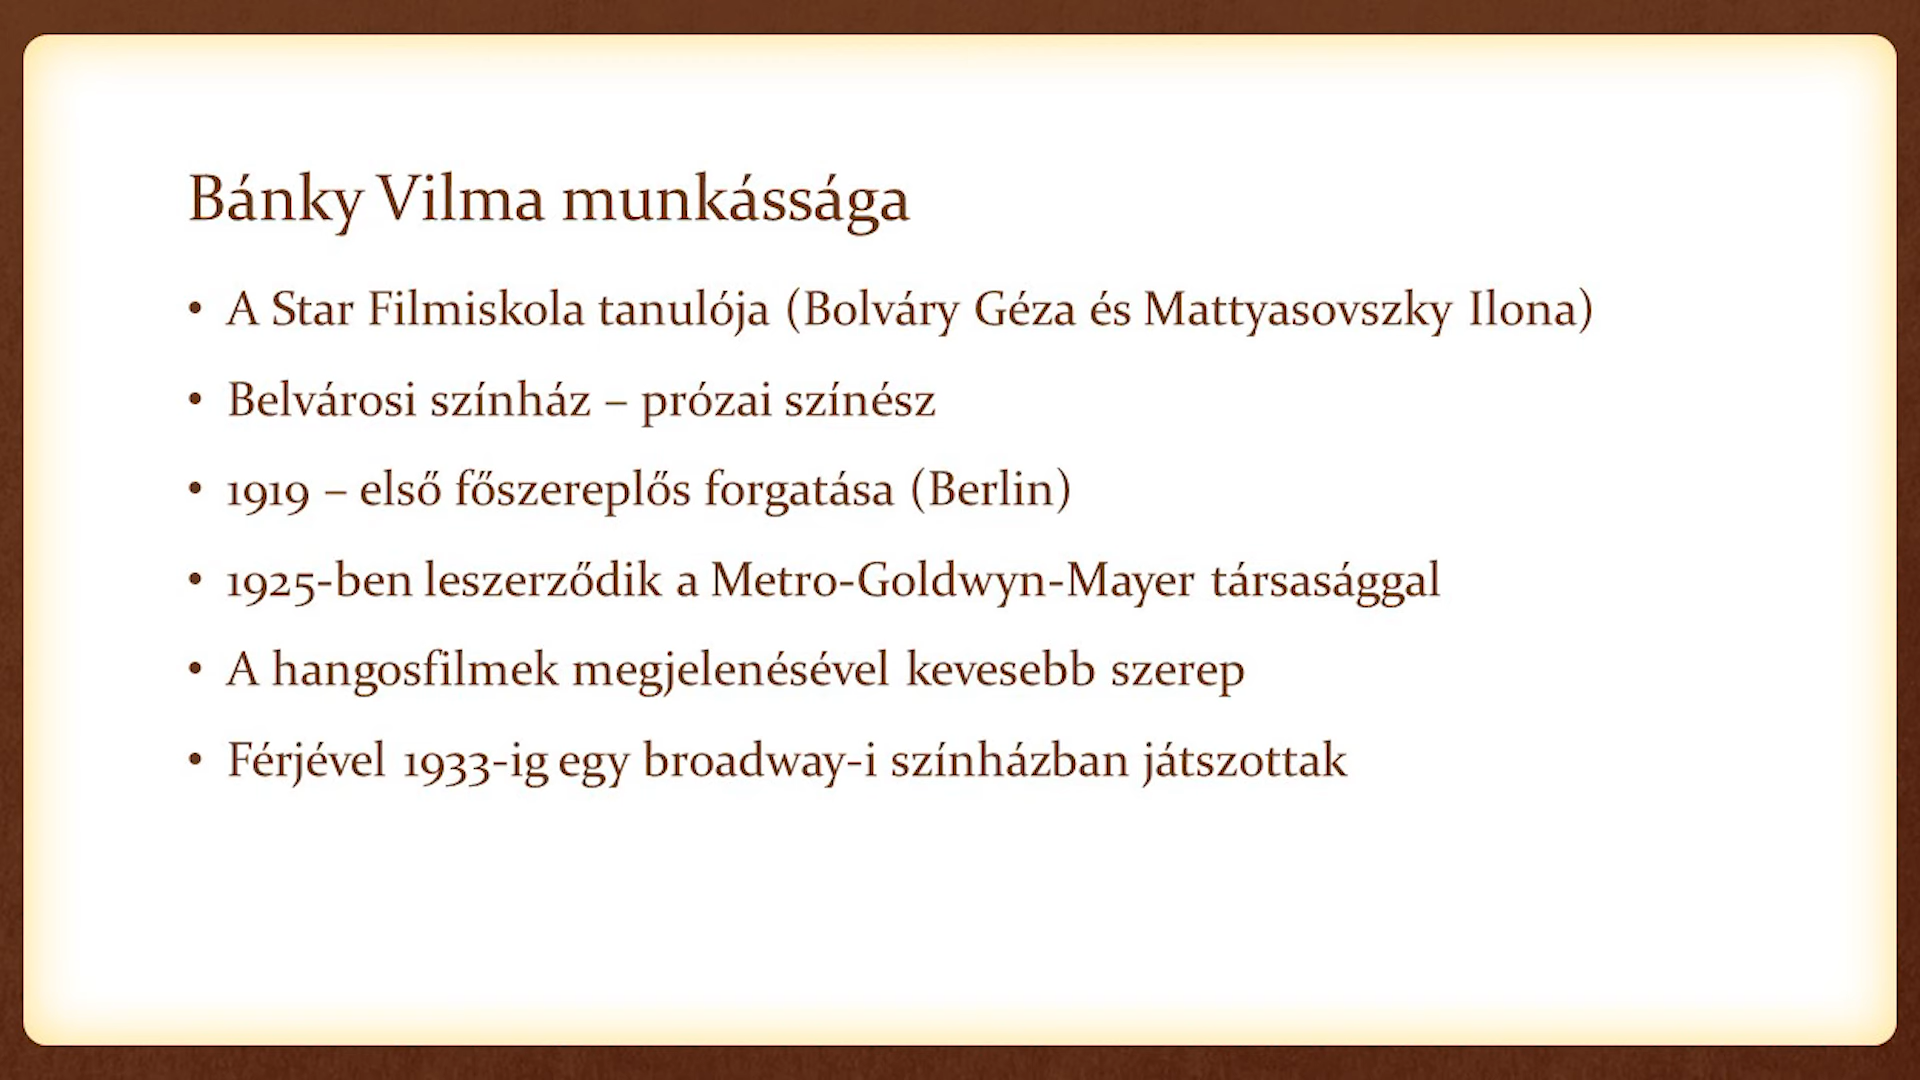 Bánky Vilma munkássága
• A Star Filmiskola tanulója (Bolváry Géza és Mattyasovszky Ilona)
• Belvárosi színház – prózai színész
• 1919 – első főszereplős forgatása (Berlin)
• 1925-ben leszerződik a Metro-Goldwyn-Mayer társasággal
• A hangosfilmek megjelenésével kevesebb szerep
• Férjével 1933-ig egy broadway-i színházban játszottak